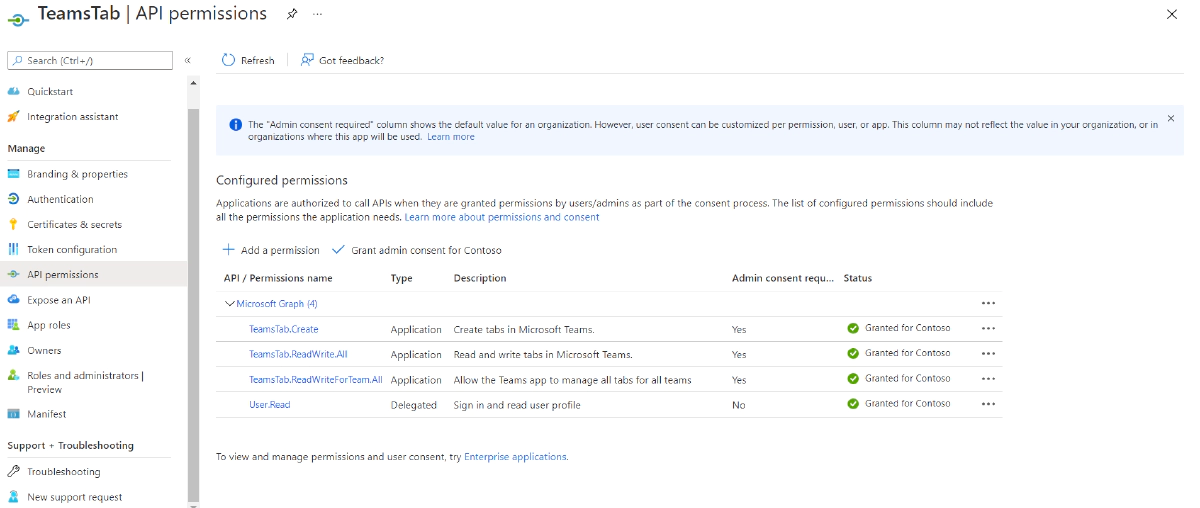 TeamsTab | API permissions
Search (Ctrl+/)
«
Refresh
Got feedback?
Quickstart
Integration assistant
Manage
Branding & properties
Authentication
Certificates & secrets
Token configuration
API permissions
Expose an API
App roles
Owners
Roles and administrators |
Preview
Manifest
Support + Troubleshooting
Troubleshooting
New support request
The "Admin consent required" column shows the default value for an organization. However, user consent can be customized per permission, user, or app. This column may not reflect the value in your organization, or in
organizations where this app will be used. Learn more
Configured permissions
Applications are authorized to call APIs when they are granted permissions by users/admins as part of the consent process. The list of configured permissions should include
all the permissions the application needs. Learn more about permissions and consent
Add a permission Grant admin consent for Contoso
API / Permissions name Type Description Admin consent requ... Status
Microsoft Graph (4)
TeamsTab.Create Application Create tabs in Microsoft Teams. Yes Granted for Contoso
TeamsTab.ReadWrite.All Application Read and write tabs in Microsoft Teams. Yes Granted for Contoso
TeamsTab.ReadWriteForTeam.All Application Allow the Teams app to manage all tabs for all teams Yes Granted for Contoso
User.Read Delegated Sign in and read user profile No Granted for Contoso
To view and manage permissions and user consent, try Enterprise applications.